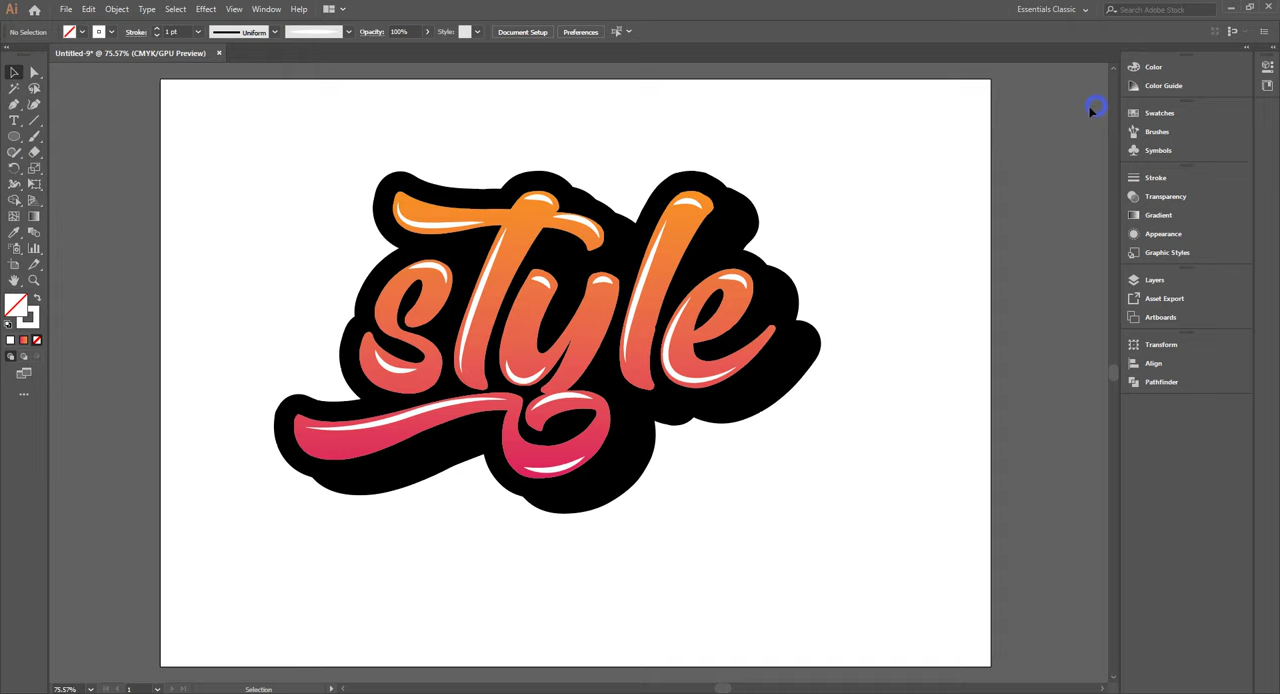 Ai File Edit Object Type Select Effect View Window Help Essentials Classic Search Adobe Stock
No Selection Stroke: 1 pt Uniform Opacity: 100% Style: Document Setup Preferences
Untitled-9* @ 75.57% (CMYK/GPU Preview) ×
Color
Color Guide
Swatches
Brushes
Symbols
Stroke
Transparency
Gradient
Appearance
Graphic Styles
Layers
Asset Export
Artboards
Transform
Align
Pathfinder
sTyle
75.57% 1 Selection